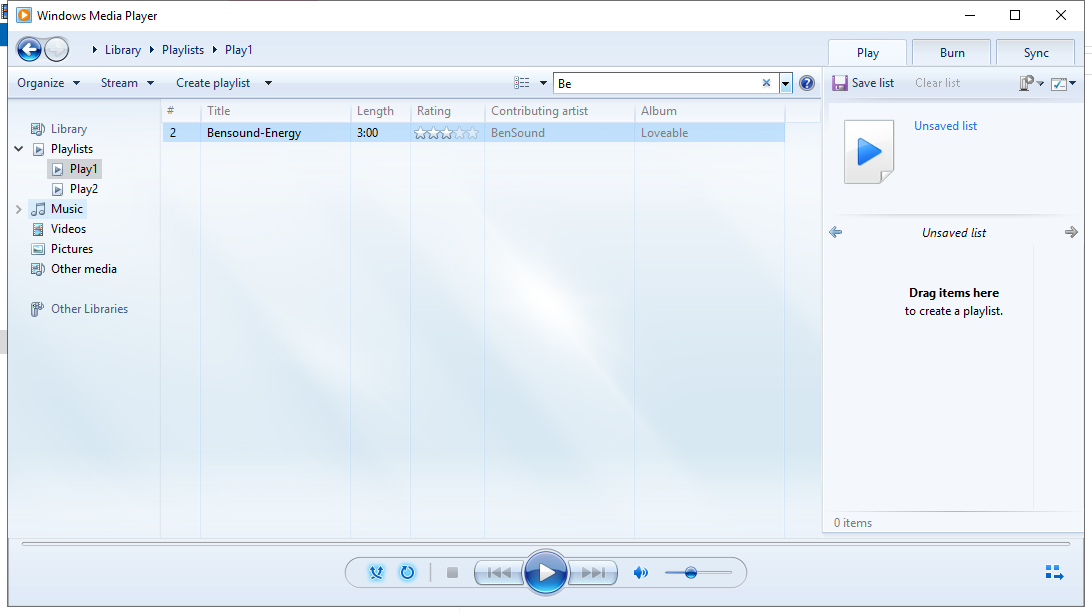 Windows Media Player
Library Playlists Play1
Play Burn Sync
Organize Stream Create playlist Be Save list Clear list
# Title Length Rating Contributing artist Album
2 Bensound-Energy 3:00 BenSound Loveable
Unsaved list
Library
Playlists
Play1
Play2
Music
Videos
Pictures
Other media
Other Libraries
Unsaved list
Drag items here
to create a playlist.
0 items